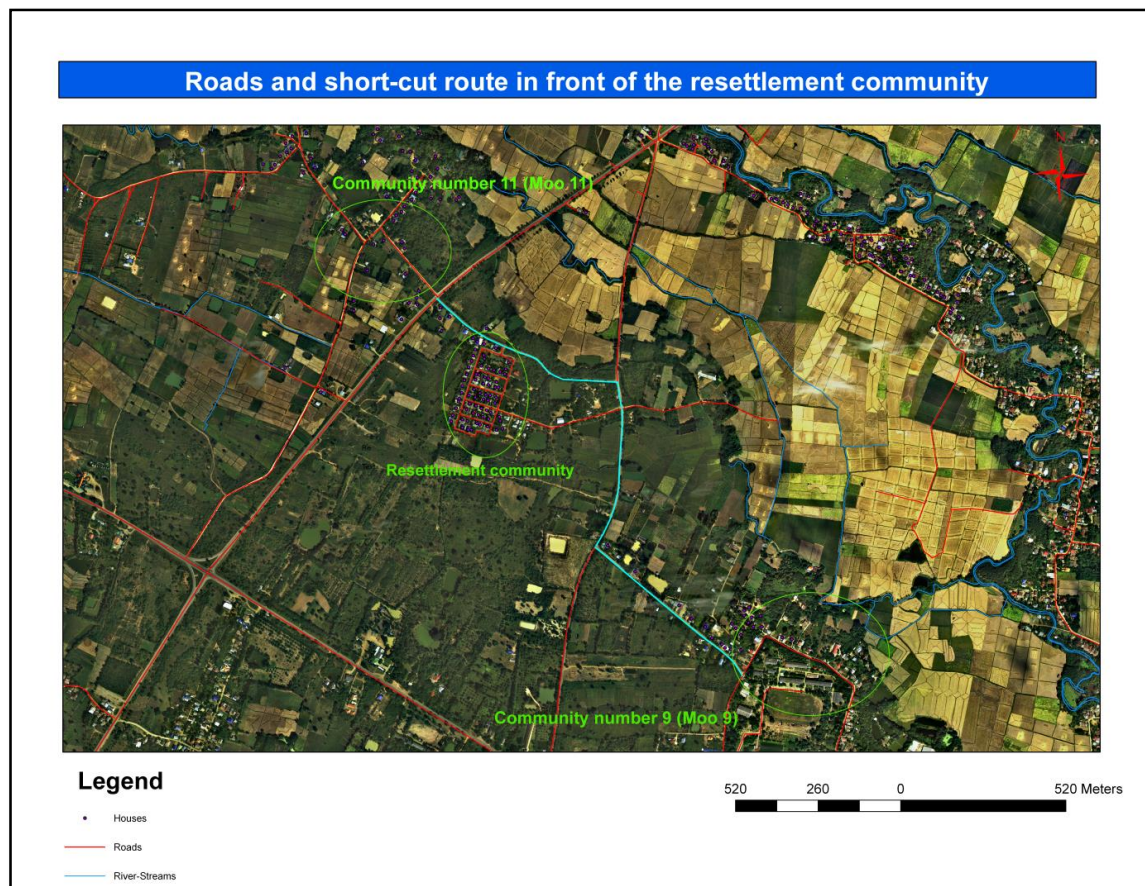 Roads and short-cut route in front of the resettlement community
N
Community number 11 (Moo 11)
Resettlement community
Community number 9 (Moo 9)
Legend
Houses
Roads
River-Streams
520 260 0 520 Meters